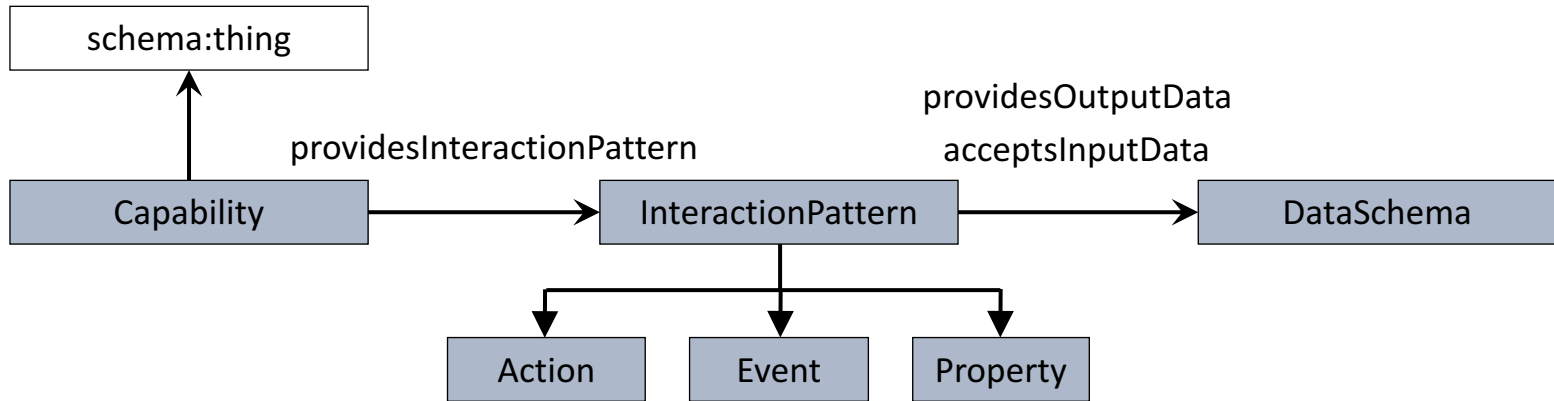 schema:thing
providesOutputData
providesInteractionPattern
acceptsInputData
Capability
InteractionPattern
DataSchema
Action
Event
Property